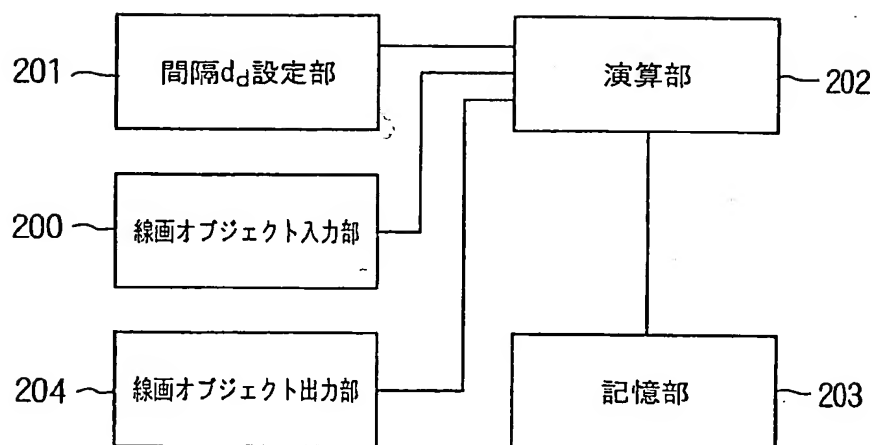 201
間隔dd設定部
演算部
202
200
線画オブジェクト入力部
204
線画オブジェクト出力部
記憶部
203